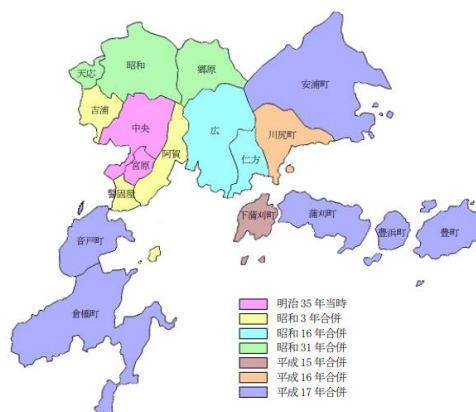 天応
昭和
郷原
安浦町
吉浦
中央
阿賀
広
川尻町
宮原
仁方
警固屋
下蒲刈町
蒲刈町
豊浜町
豊町
音戸町
倉橋町
明治35年当時
昭和3年合併
昭和16年合併
昭和31年合併
平成15年合併
平成16年合併
平成17年合併